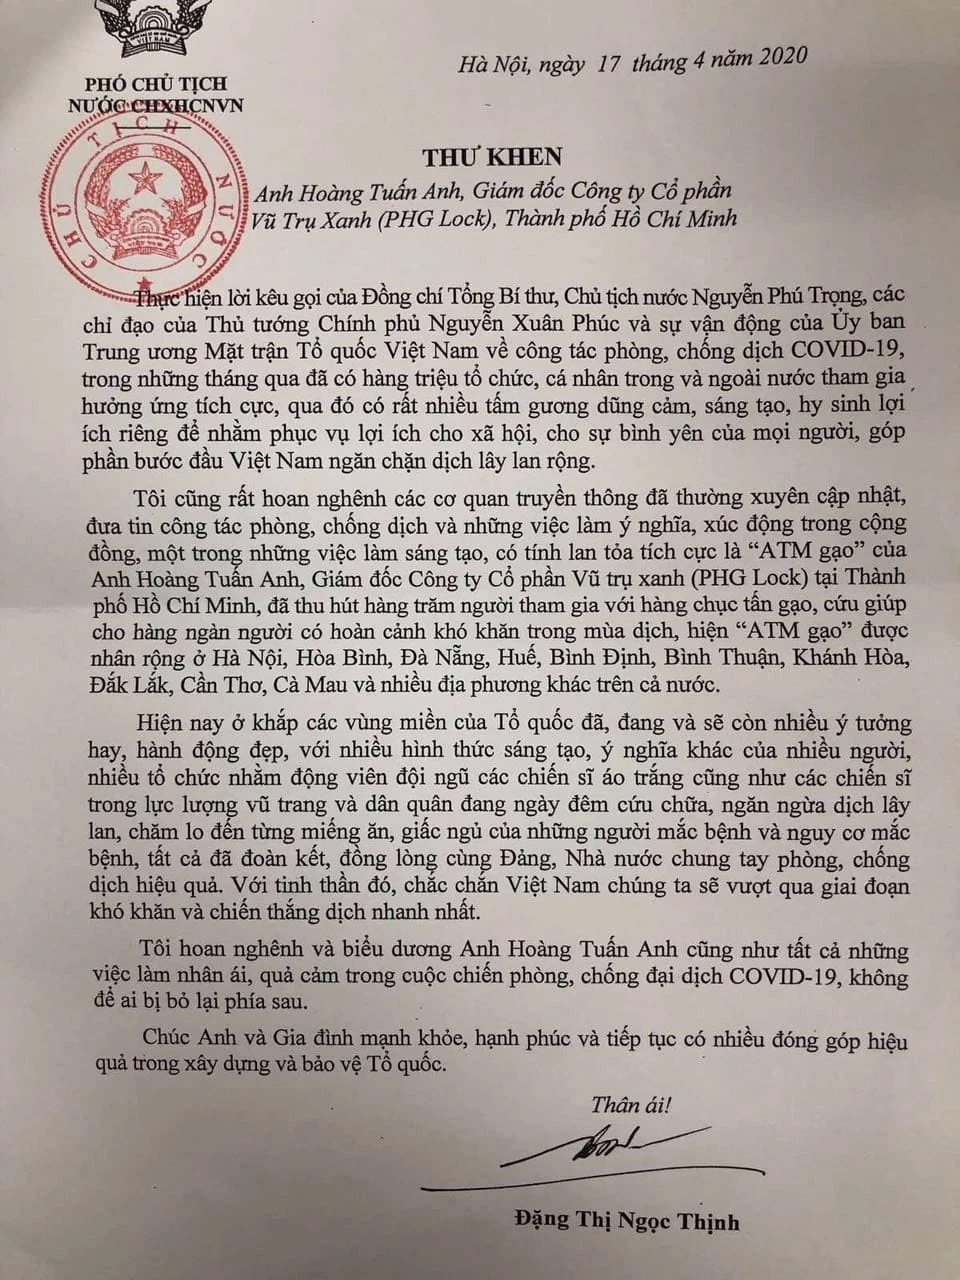 VIỆT NAM
PHÓ CHỦ TỊCH
NƯỚC CHXHCNVN
Hà Nội, ngày 17 tháng 4 năm 2020
CHỦ TỊCH NƯỚC
VIỆT NAM
THƯ KHEN
Anh Hoàng Tuấn Anh, Giám đốc Công ty Cổ phần
Vũ Trụ Xanh (PHG Lock), Thành phố Hồ Chí Minh
Thực hiện lời kêu gọi của Đồng chí Tổng Bí thư, Chủ tịch nước Nguyễn Phú Trọng, các
chỉ đạo của Thủ tướng Chính phủ Nguyễn Xuân Phúc và sự vận động của Ủy ban
Trung ương Mặt trận Tổ quốc Việt Nam về công tác phòng, chống dịch COVID-19,
trong những tháng qua đã có hàng triệu tổ chức, cá nhân trong và ngoài nước tham gia
hưởng ứng tích cực, qua đó có rất nhiều tấm gương dũng cảm, sáng tạo, hy sinh lợi
ích riêng để nhằm phục vụ lợi ích cho xã hội, cho sự bình yên của mọi người, góp
phần bước đầu Việt Nam ngăn chặn dịch lây lan rộng.
Tôi cũng rất hoan nghênh các cơ quan truyền thông đã thường xuyên cập nhật,
đưa tin công tác phòng, chống dịch và những việc làm ý nghĩa, xúc động trong cộng
đồng, một trong những việc làm sáng tạo, có tính lan tỏa tích cực là “ATM gạo” của
Anh Hoàng Tuấn Anh, Giám đốc Công ty Cổ phần Vũ trụ xanh (PHG Lock) tại Thành
phố Hồ Chí Minh, đã thu hút hàng trăm người tham gia với hàng chục tấn gạo, cứu giúp
cho hàng ngàn người có hoàn cảnh khó khăn trong mùa dịch, hiện “ATM gạo” được
nhân rộng ở Hà Nội, Hòa Bình, Đà Nẵng, Huế, Bình Định, Bình Thuận, Khánh Hòa,
Đắk Lắk, Cần Thơ, Cà Mau và nhiều địa phương khác trên cả nước.
Hiện nay ở khắp các vùng miền của Tổ quốc đã, đang và sẽ còn nhiều ý tưởng
hay, hành động đẹp, với nhiều hình thức sáng tạo, ý nghĩa khác của nhiều người,
nhiều tổ chức nhằm động viên đội ngũ các chiến sĩ áo trắng cũng như các chiến sĩ
trong lực lượng vũ trang và dân quân đang ngày đêm cứu chữa, ngăn ngừa dịch lây
lan, chăm lo đến từng miếng ăn, giấc ngủ của những người mắc bệnh và nguy cơ mắc
bệnh, tất cả đã đoàn kết, đồng lòng cùng Đảng, Nhà nước chung tay phòng, chống
dịch hiệu quả. Với tinh thần đó, chắc chắn Việt Nam chúng ta sẽ vượt qua giai đoạn
khó khăn và chiến thắng dịch nhanh nhất.
Tôi hoan nghênh và biểu dương Anh Hoàng Tuấn Anh cũng như tất cả những
việc làm nhân ái, quả cảm trong cuộc chiến phòng, chống đại dịch COVID-19, không
để ai bị bỏ lại phía sau.
Chúc Anh và Gia đình mạnh khỏe, hạnh phúc và tiếp tục có nhiều đóng góp hiệu
quả trong xây dựng và bảo vệ Tổ quốc.
Thân ái!
Đặng Thị Ngọc Thịnh